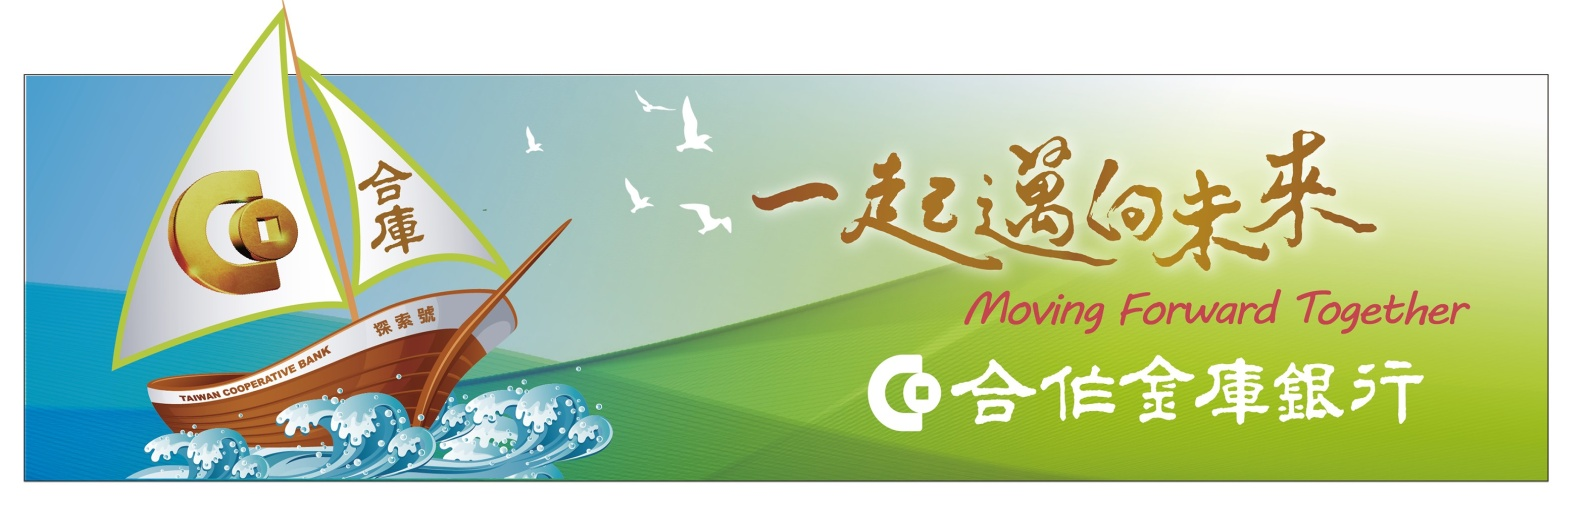 合庫
探索號
TAIWAN COOPERATIVE BANK
一起邁向未來
Moving Forward Together
合作金庫銀行